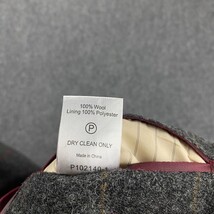 100% Wool
Lining 100% Polyester
P
DRY CLEAN ONLY
Made in China